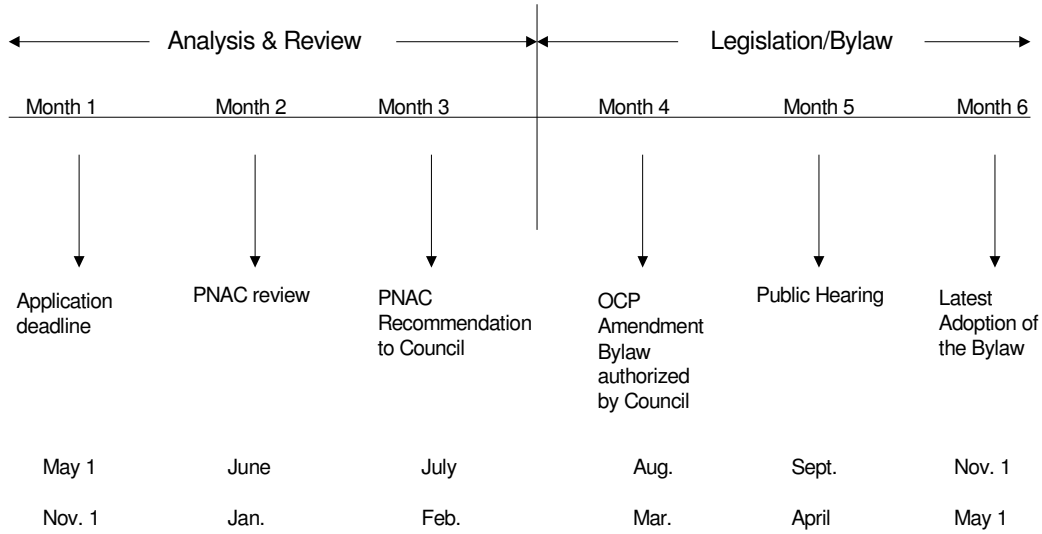 Analysis & Review
Legislation/Bylaw
Month 1
Month 2
Month 3
Month 4
Month 5
Month 6
Application
deadline
PNAC review
PNAC
Recommendation
to Council
OCP
Amendment
Bylaw
authorized
by Council
Public Hearing
Latest
Adoption of
the Bylaw
May 1
June
July
Aug.
Sept.
Nov. 1
Nov. 1
Jan.
Feb.
Mar.
April
May 1